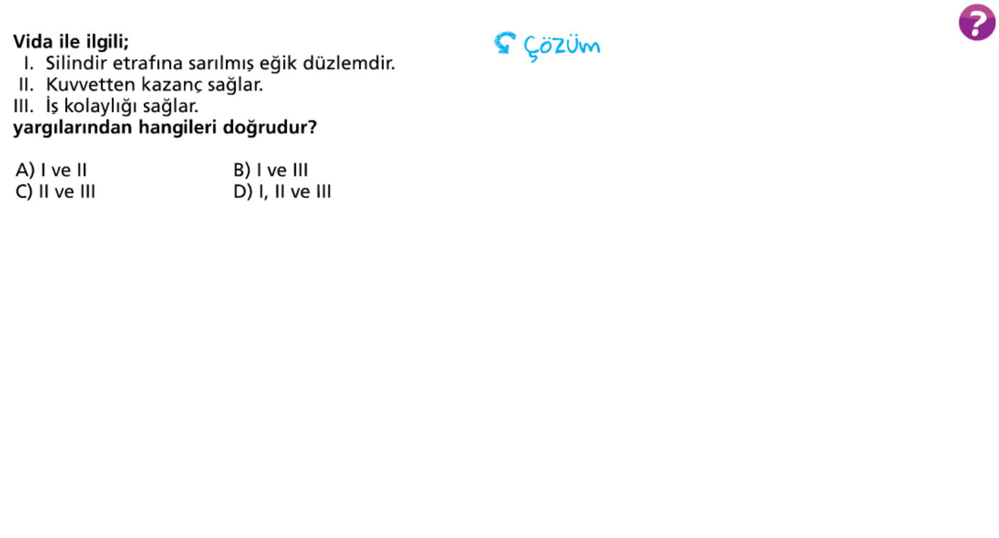 Vida ile ilgili;
I. Silindir etrafına sarılmış eğik düzlemdir.
II. Kuvvetten kazanç sağlar.
III. İş kolaylığı sağlar.
yargılarından hangileri doğrudur?
A) I ve II B) I ve III
C) II ve III D) I, II ve III
Çözüm
?